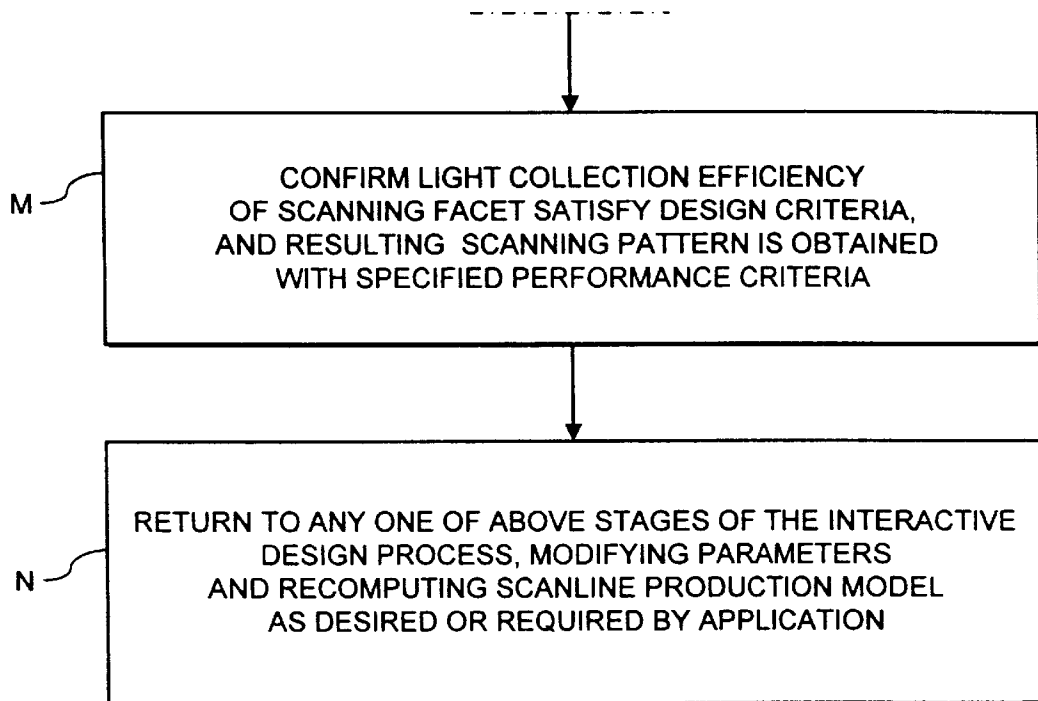 M
CONFIRM LIGHT COLLECTION EFFICIENCY
OF SCANNING FACET SATISFY DESIGN CRITERIA,
AND RESULTING SCANNING PATTERN IS OBTAINED
WITH SPECIFIED PERFORMANCE CRITERIA
N
RETURN TO ANY ONE OF ABOVE STAGES OF THE INTERACTIVE
DESIGN PROCESS, MODIFYING PARAMETERS
AND RECOMPUTING SCANLINE PRODUCTION MODEL
AS DESIRED OR REQUIRED BY APPLICATION